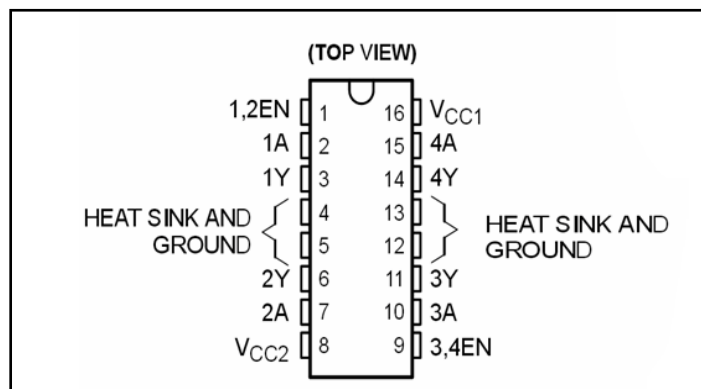 (TOP VIEW)
1,2EN 1 16 VCC1
1A 2 15 4A
1Y 3 14 4Y
HEAT SINK AND 4 13 HEAT SINK AND
GROUND 5 12 GROUND
2Y 6 11 3Y
2A 7 10 3A
VCC2 8 9 3,4EN